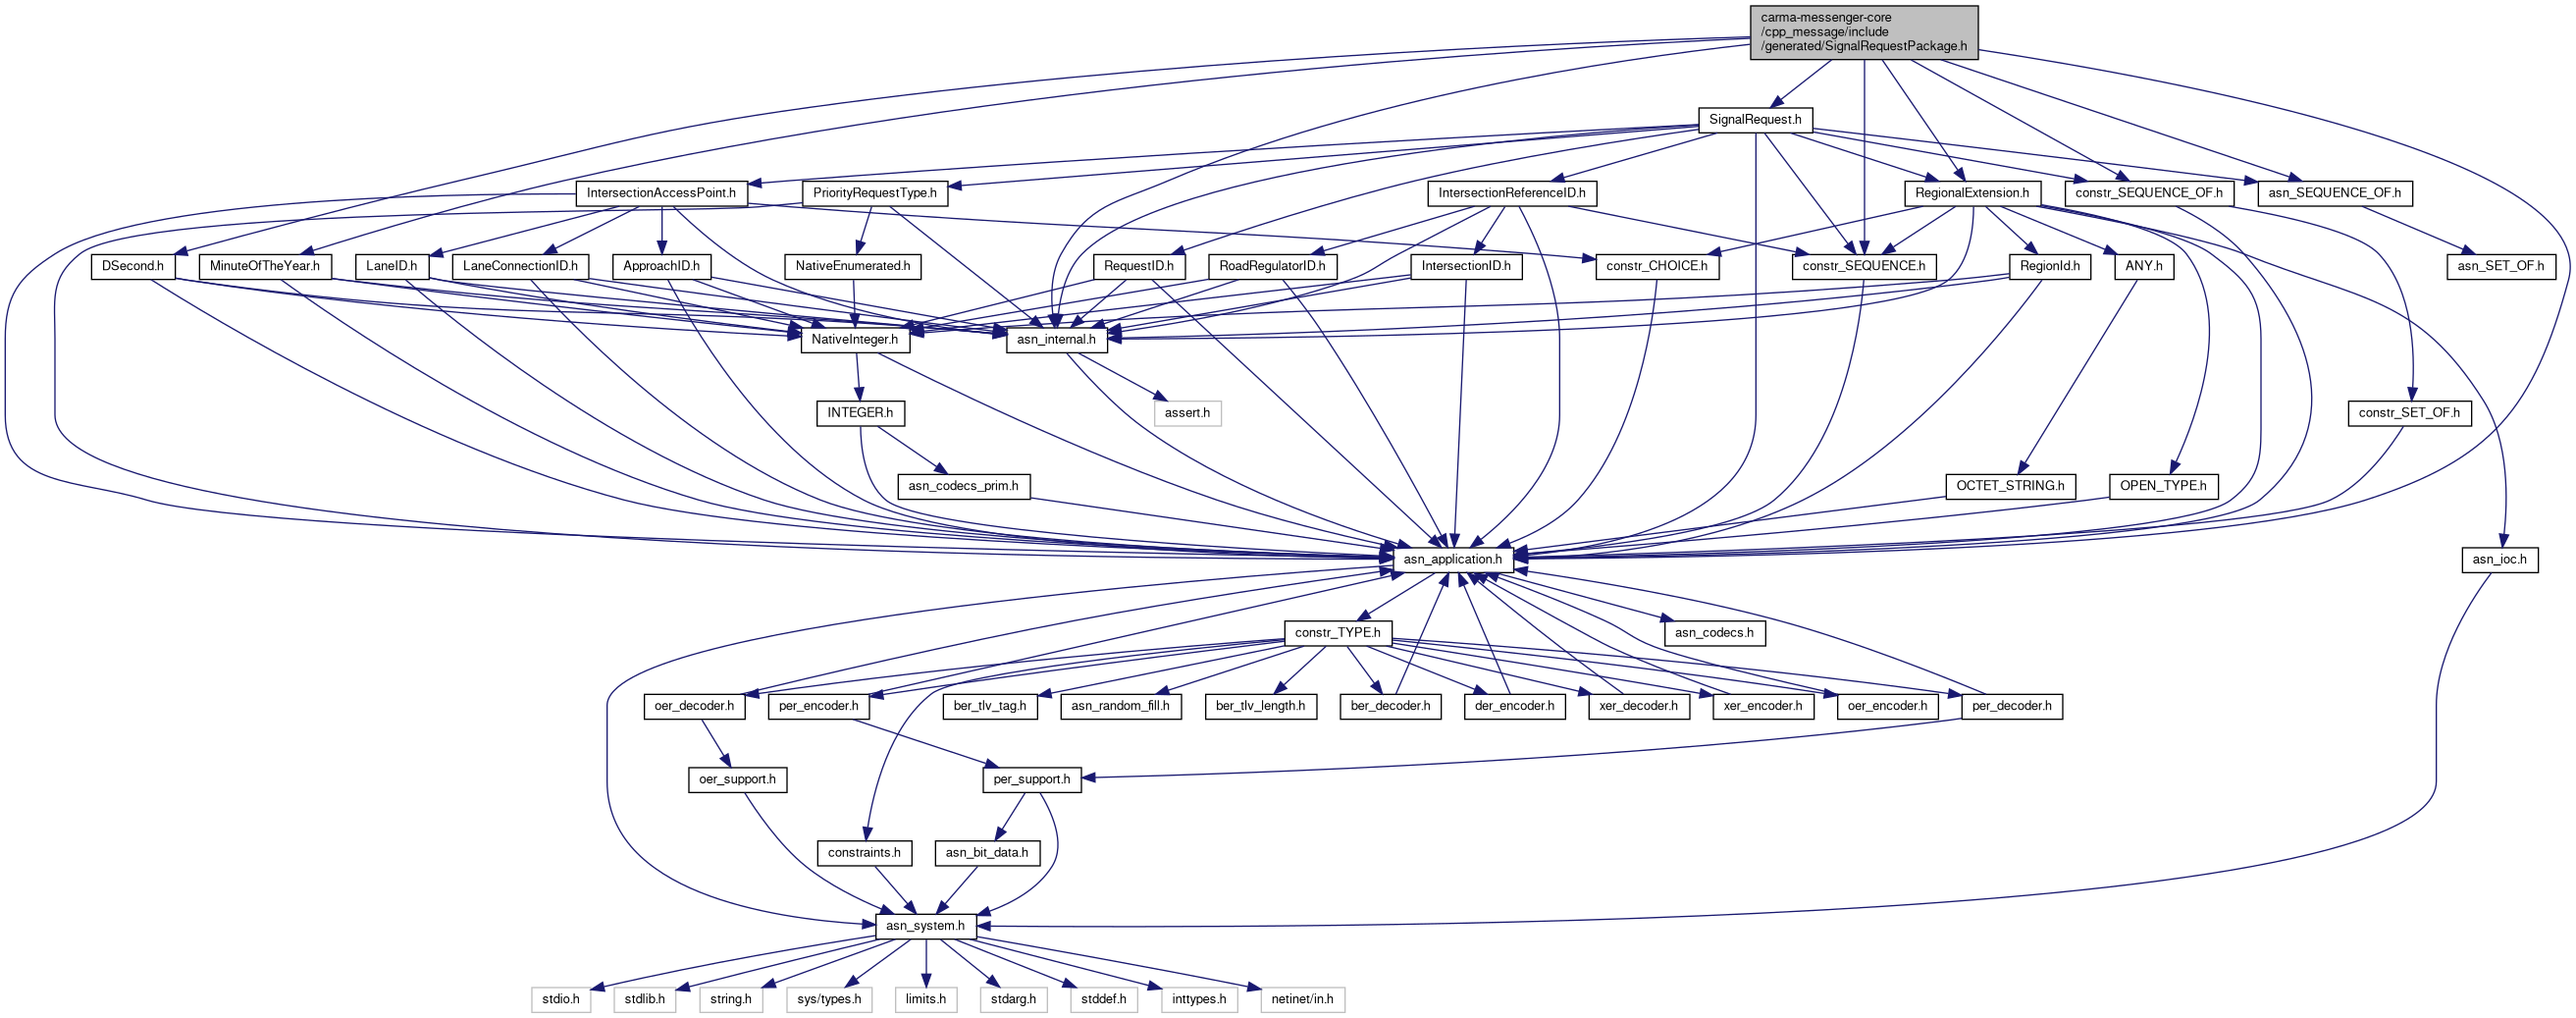 carma-messenger-core
/cpp_message/include
/generated/SignalRequestPackage.h
SignalRequest.h
IntersectionAccessPoint.h
PriorityRequestType.h
IntersectionReferenceID.h
RegionalExtension.h
constr_SEQUENCE_OF.h
asn_SEQUENCE_OF.h
DSecond.h
MinuteOfTheYear.h
LaneID.h
LaneConnectionID.h
ApproachID.h
NativeEnumerated.h
RequestID.h
RoadRegulatorID.h
IntersectionID.h
constr_CHOICE.h
constr_SEQUENCE.h
RegionId.h
ANY.h
asn_SET_OF.h
NativeInteger.h
asn_internal.h
INTEGER.h
assert.h
constr_SET_OF.h
asn_codecs_prim.h
OCTET_STRING.h
OPEN_TYPE.h
asn_application.h
asn_ioc.h
constr_TYPE.h
asn_codecs.h
oer_decoder.h
per_encoder.h
ber_tlv_tag.h
asn_random_fill.h
ber_tlv_length.h
ber_decoder.h
der_encoder.h
xer_decoder.h
xer_encoder.h
oer_encoder.h
per_decoder.h
oer_support.h
per_support.h
constraints.h
asn_bit_data.h
asn_system.h
stdio.h
stdlib.h
string.h
sys/types.h
limits.h
stdarg.h
stddef.h
inttypes.h
netinet/in.h